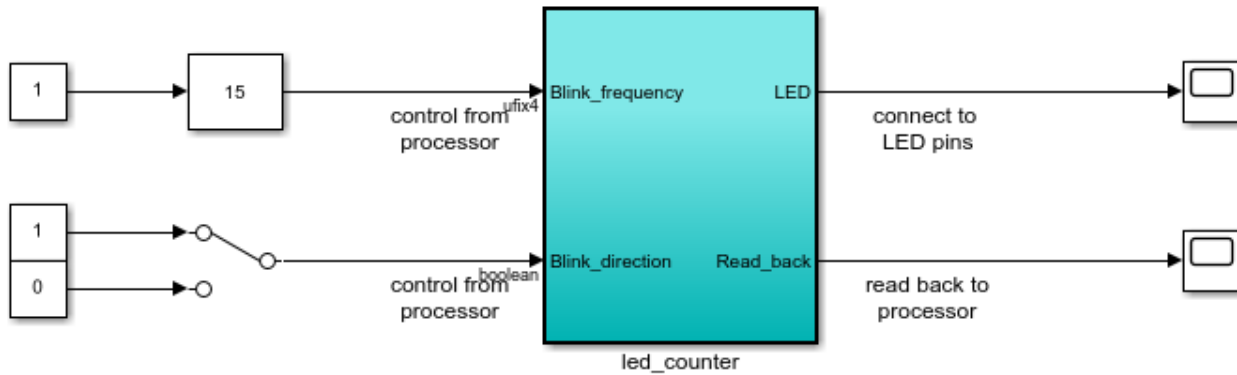 1
15
Blink_frequency
ufix4
LED
control from
processor
connect to
LED pins
1
0
Blink_direction
boolean
Read_back
control from
processor
read back to
processor
led_counter